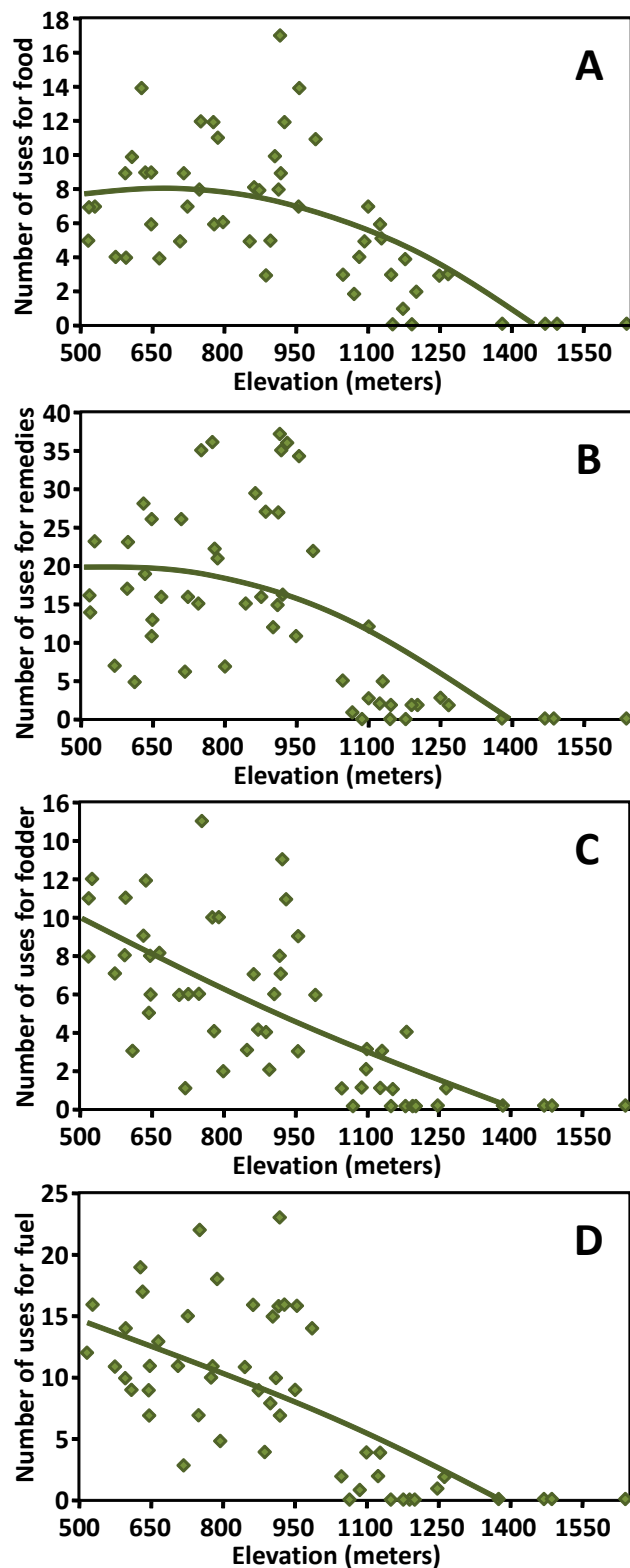 18
16
14
12
10
8
6
4
2
0
Number of uses for food
A
500 650 800 950 1100 1250 1400 1550
Elevation (meters)
40
35
30
25
20
15
10
5
0
Number of uses for remedies
B
500 650 800 950 1100 1250 1400 1550
Elevation (meters)
16
14
12
10
8
6
4
2
0
Number of uses for fodder
C
500 650 800 950 1100 1250 1400 1550
Elevation (meters)
25
20
15
10
5
0
Number of uses for fuel
D
500 650 800 950 1100 1250 1400 1550
Elevation (meters)